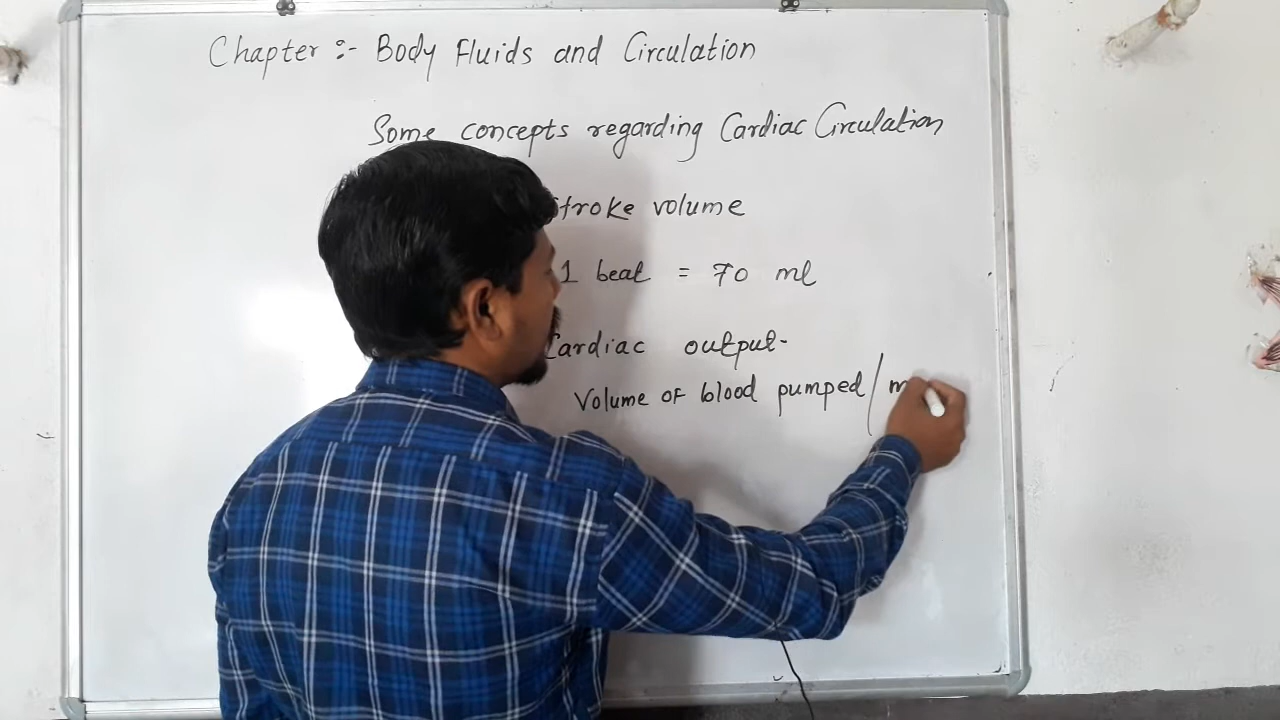 Chapter :- Body Fluids and Circulation
Some concepts regarding Cardiac Circulation
Stroke volume
1 beat = 70 ml
Cardiac output-
Volume of blood pumped / m